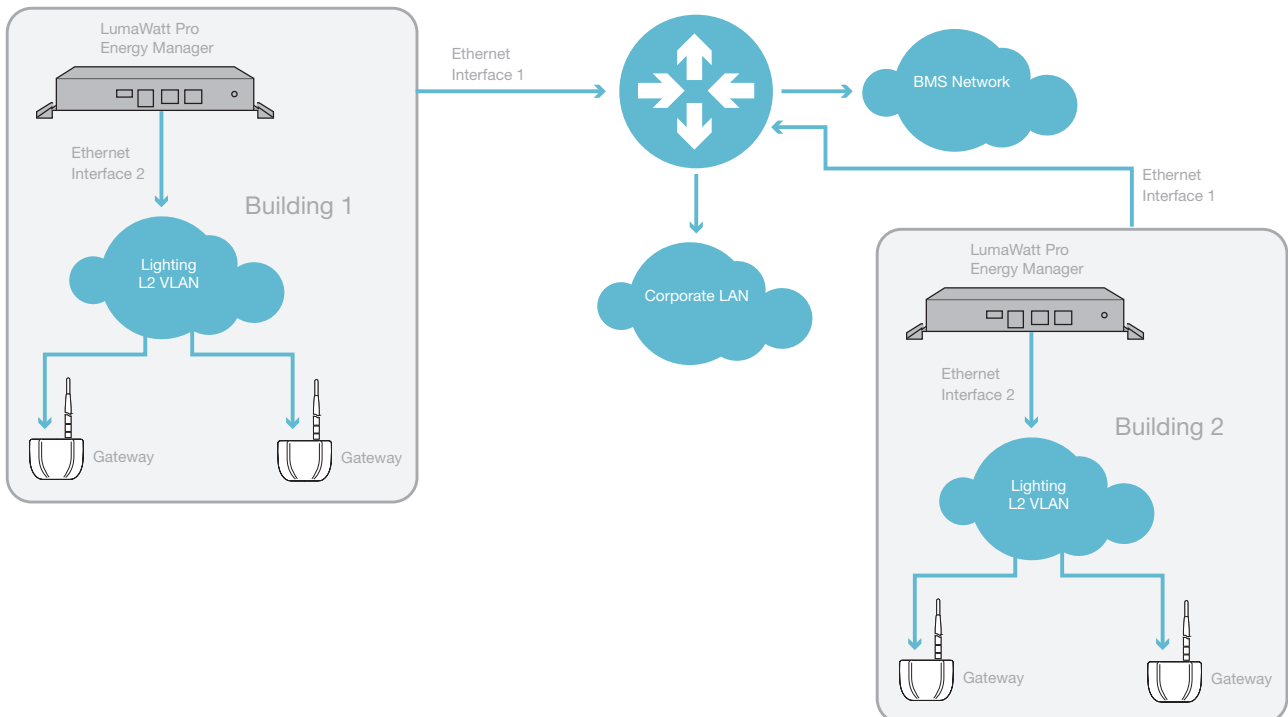 LumaWatt Pro
Energy Manager
Ethernet
Interface 1
BMS Network
Ethernet
Interface 2
Building 1
Lighting
L2 VLAN
Gateway
Gateway
Corporate LAN
Ethernet
Interface 1
LumaWatt Pro
Energy Manager
Ethernet
Interface 2
Building 2
Lighting
L2 VLAN
Gateway
Gateway